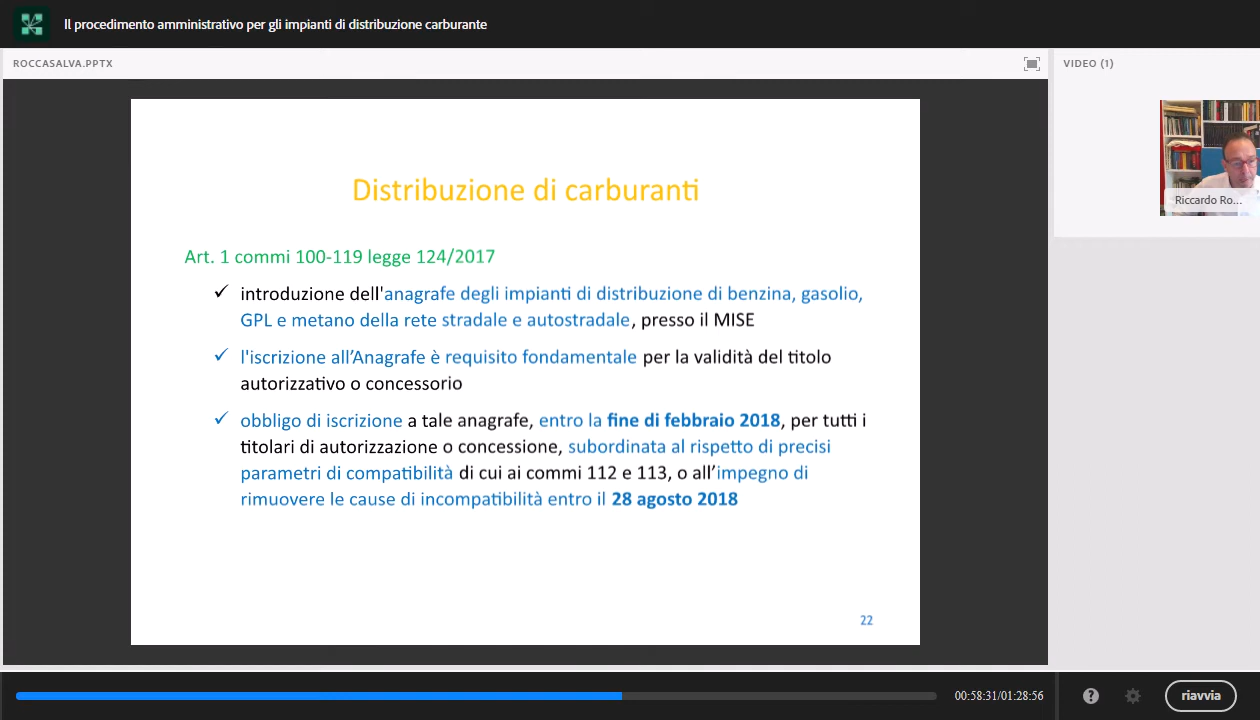 Il procedimento amministrativo per gli impianti di distribuzione carburante
ROCCASALVA.PPTX
VIDEO (1)
Distribuzione di carburanti
Art. 1 commi 100-119 legge 124/2017
✓ introduzione dell'anagrafe degli impianti di distribuzione di benzina, gasolio,
GPL e metano della rete stradale e autostradale, presso il MISE
✓ l'iscrizione all’Anagrafe è requisito fondamentale per la validità del titolo
autorizzativo o concessorio
✓ obbligo di iscrizione a tale anagrafe, entro la fine di febbraio 2018, per tutti i
titolari di autorizzazione o concessione, subordinata al rispetto di precisi
parametri di compatibilità di cui ai commi 112 e 113, o all’impegno di
rimuovere le cause di incompatibilità entro il 28 agosto 2018
22
Riccardo Ro...
00:58:31/01:28:56
?
riavvia